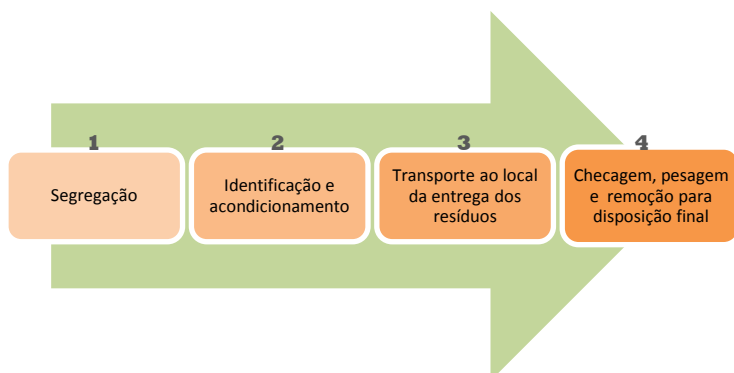 1
Segregação
2
Identificação e
acondicionamento
3
Transporte ao local
da entrega dos
resíduos
4
Checagem, pesagem
e remoção para
disposição final